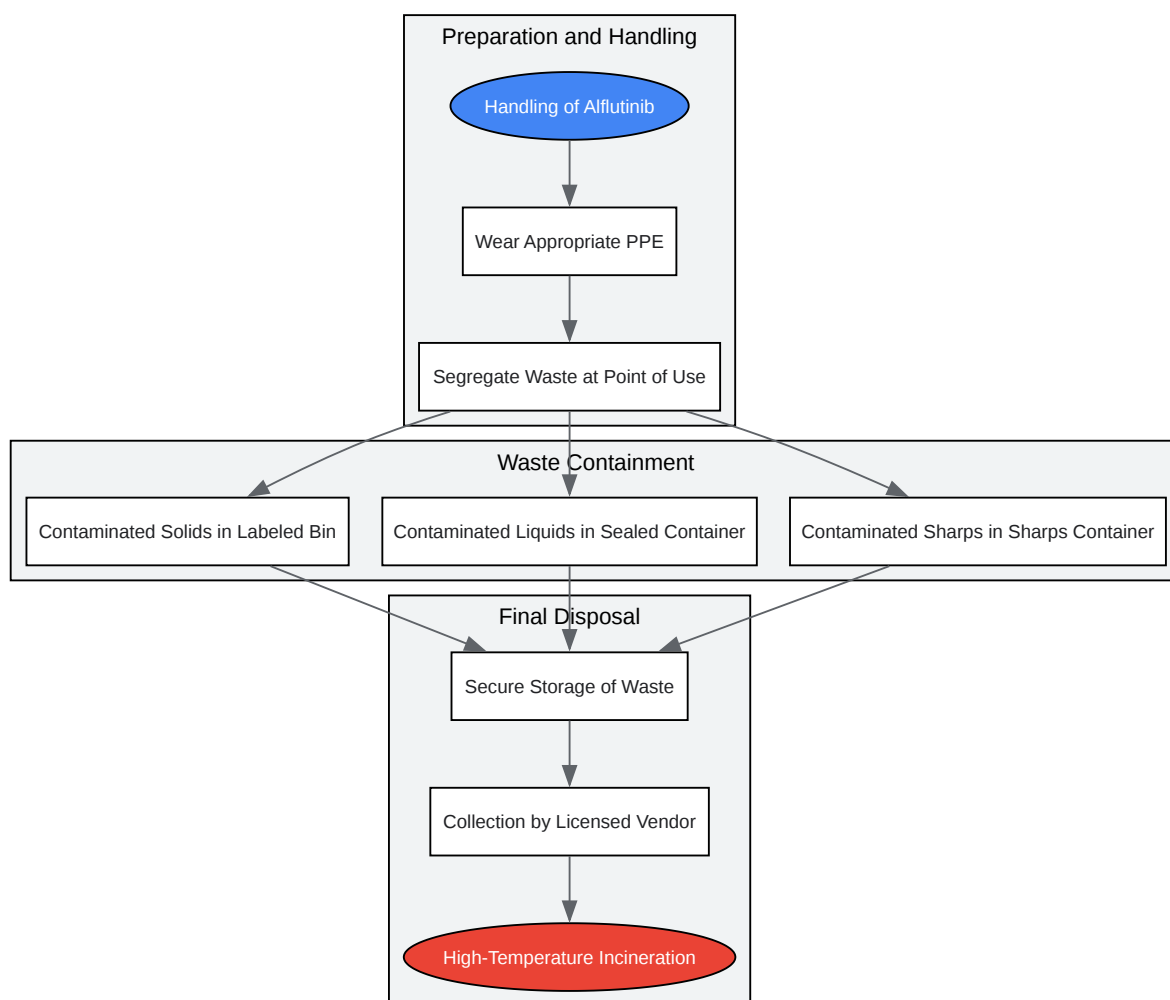 Preparation and Handling
Handling of Alflutinib
Wear Appropriate PPE
Segregate Waste at Point of Use
Waste Containment
Contaminated Solids in Labeled Bin
Contaminated Liquids in Sealed Container
Contaminated Sharps in Sharps Container
Final Disposal
Secure Storage of Waste
Collection by Licensed Vendor
High-Temperature Incineration